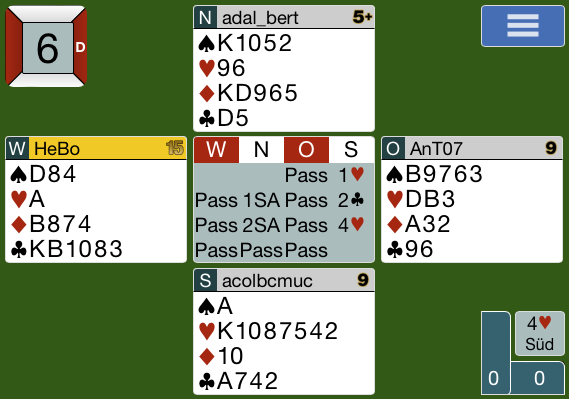 6
D
N adal_bert 5+
♠K1052
♥96
♦KD965
♣D5
W HeBo 15
♠D84
♥A
♦B874
♣KB1083
W N O S
Pass 1♥
Pass 1SA Pass 2♣
Pass 2SA Pass 4♥
Pass Pass Pass
O AnT07 9
♠B9763
♥DB3
♦A32
♣96
S acolbcmuc 9
♠A
♥K1087542
♦10
♣A742
4♥
Süd
0 0